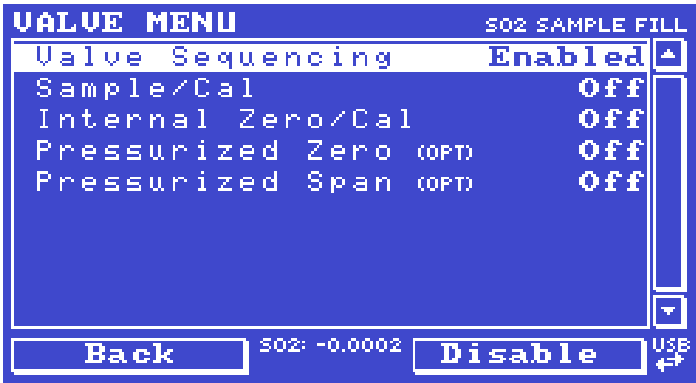 VALVE MENU SO2 SAMPLE FILL
Valve Sequencing Enabled
Sample/Cal Off
Internal Zero/Cal Off
Pressurized Zero (OPT) Off
Pressurized Span (OPT) Off
Back SO2: -0.0002 Disable USB